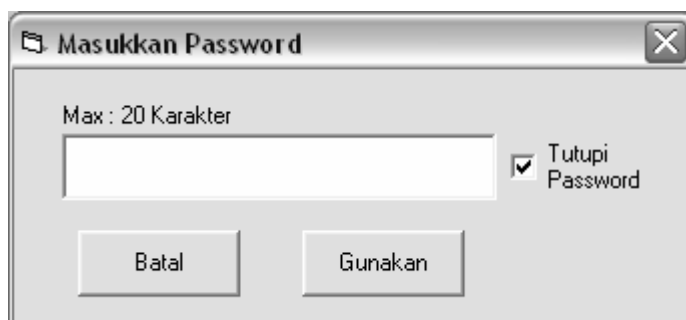 Masukkan Password
Max : 20 Karakter
Tutupi
Password
Batal
Gunakan